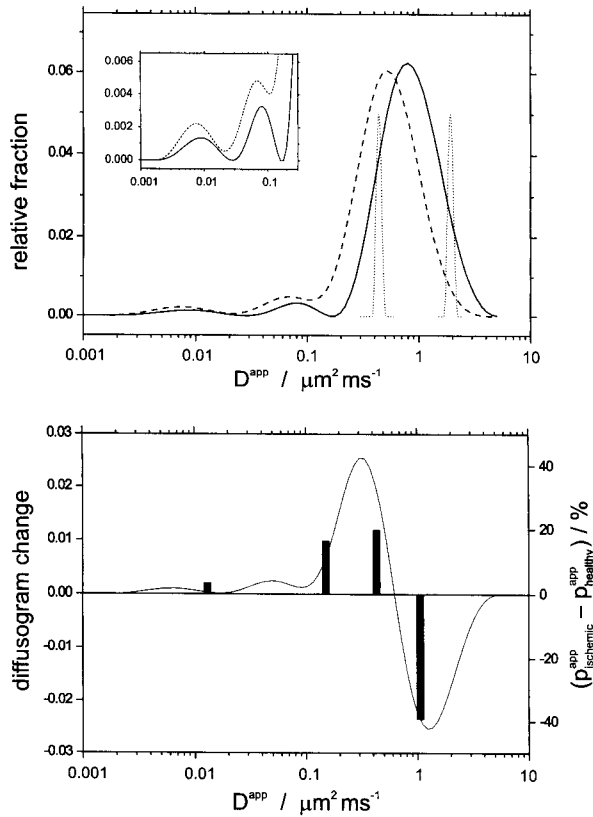 0.06
0.04
0.02
0.00
relative fraction
0.006
0.004
0.002
0.000
0.001 0.01 0.1
0.001 0.01 0.1 1 10
D^app / μm² ms⁻¹
0.03
0.02
0.01
0.00
-0.01
-0.02
-0.03
diffusogram change
40
20
0
-20
-40
(p^app_ischemic – p^app_healthy) / %
0.001 0.01 0.1 1 10
D^app / μm² ms⁻¹